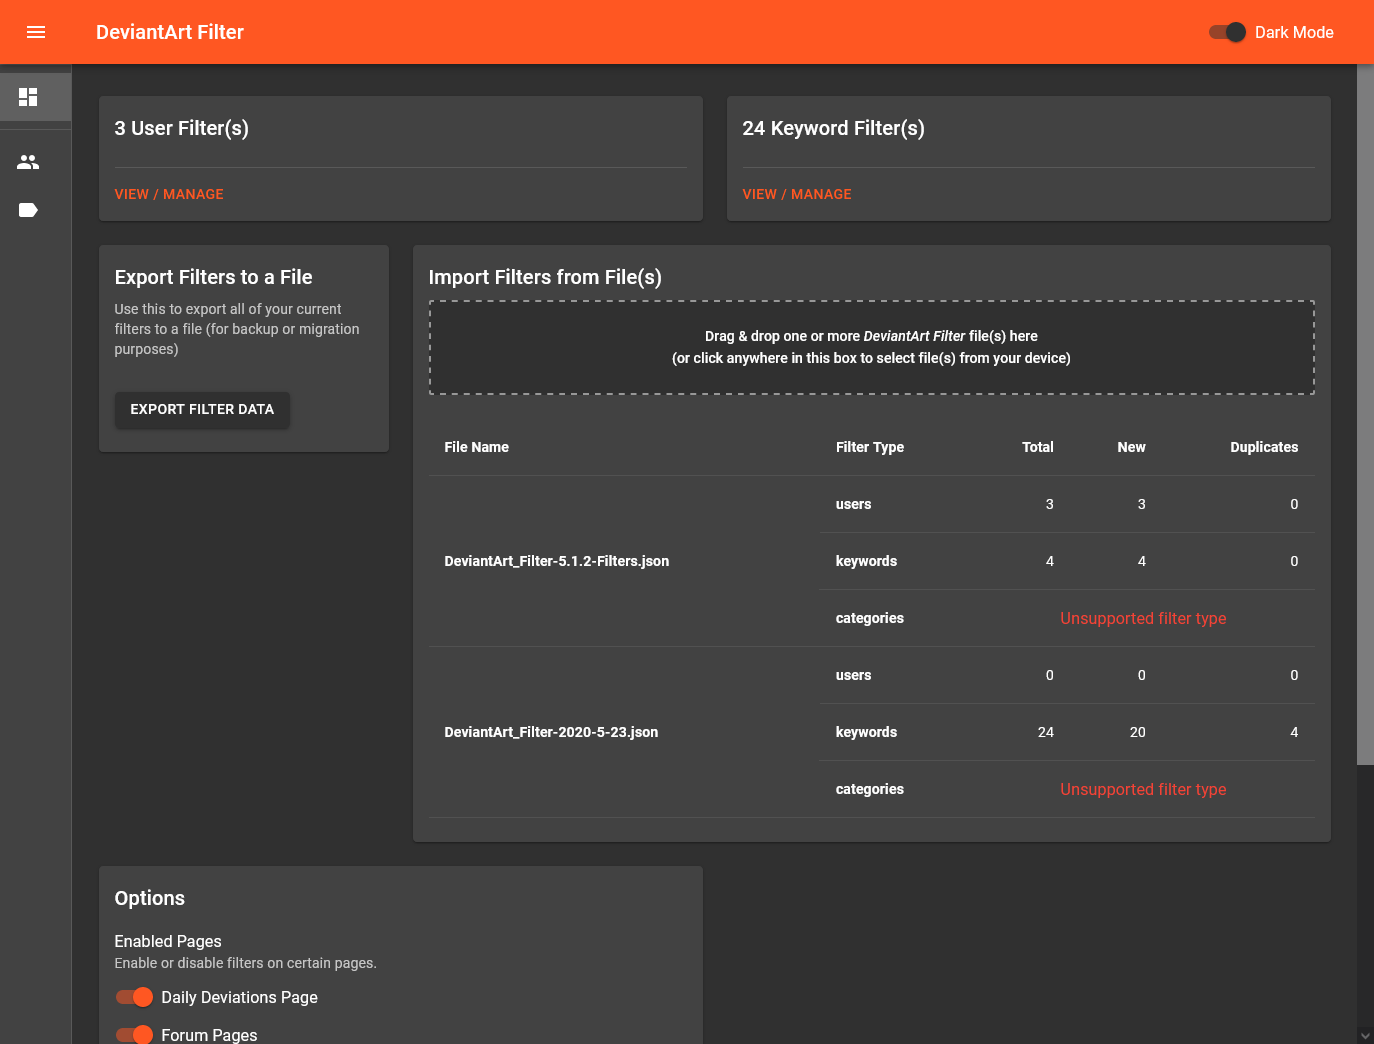 DeviantArt Filter
Dark Mode
3 User Filter(s)
VIEW / MANAGE
24 Keyword Filter(s)
VIEW / MANAGE
Export Filters to a File
Use this to export all of your current
filters to a file (for backup or migration
purposes)
EXPORT FILTER DATA
Import Filters from File(s)
Drag & drop one or more DeviantArt Filter file(s) here
(or click anywhere in this box to select file(s) from your device)
File Name Filter Type Total New Duplicates
users 3 3 0
DeviantArt_Filter-5.1.2-Filters.json keywords 4 4 0
categories Unsupported filter type
users 0 0 0
DeviantArt_Filter-2020-5-23.json keywords 24 20 4
categories Unsupported filter type
Options
Enabled Pages
Enable or disable filters on certain pages.
Daily Deviations Page
Forum Pages